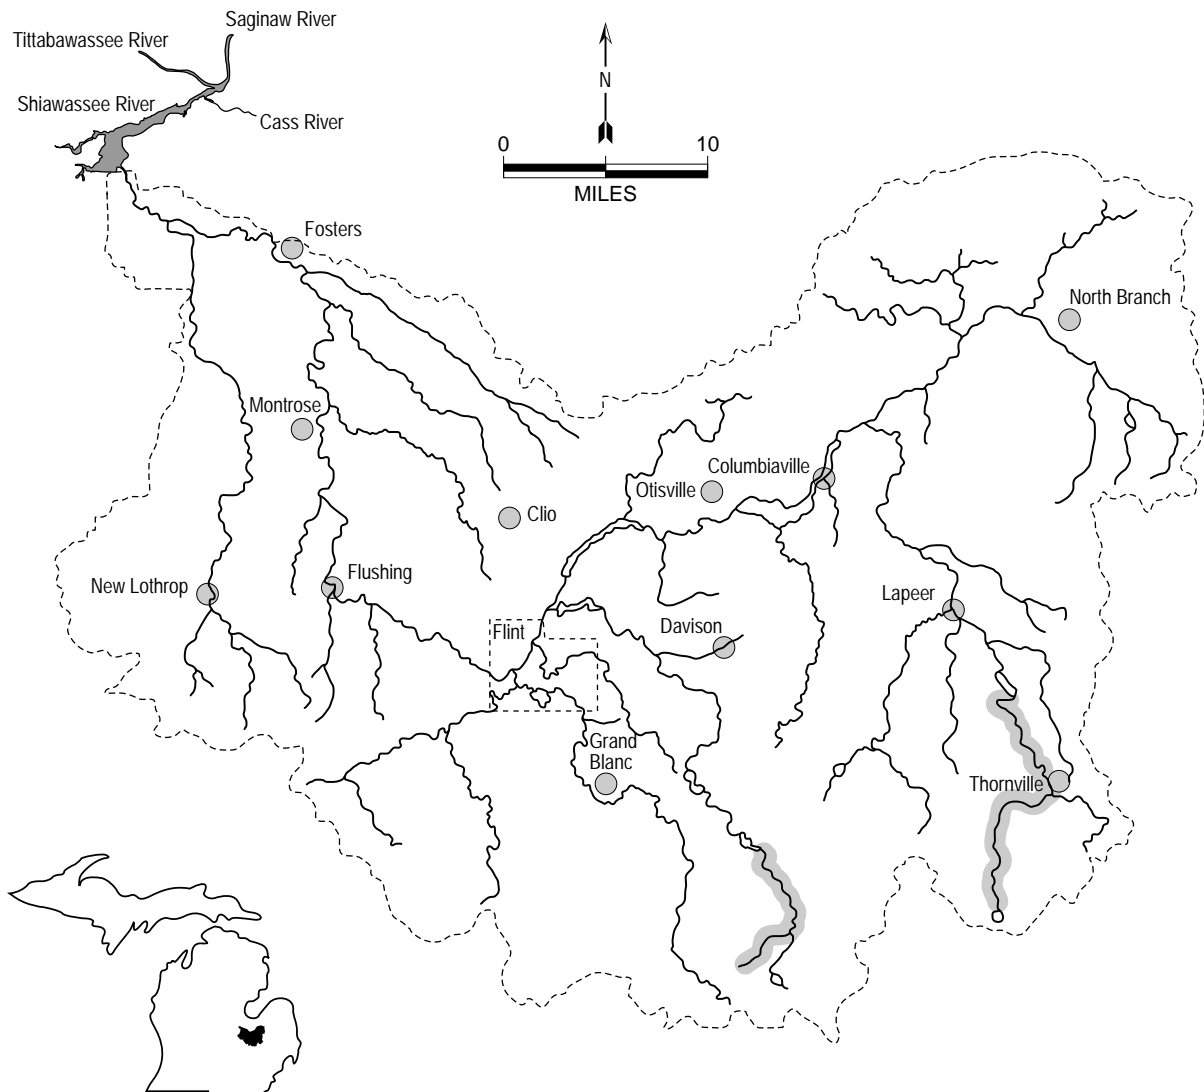 Saginaw River
Tittabawassee River
Shiawassee River
Cass River
N
0 10
MILES
Fosters
North Branch
Montrose
Columbiaville
Otisville
Clio
New Lothrop
Flushing
Lapeer
Flint
Davison
Grand
Blanc
Thornville